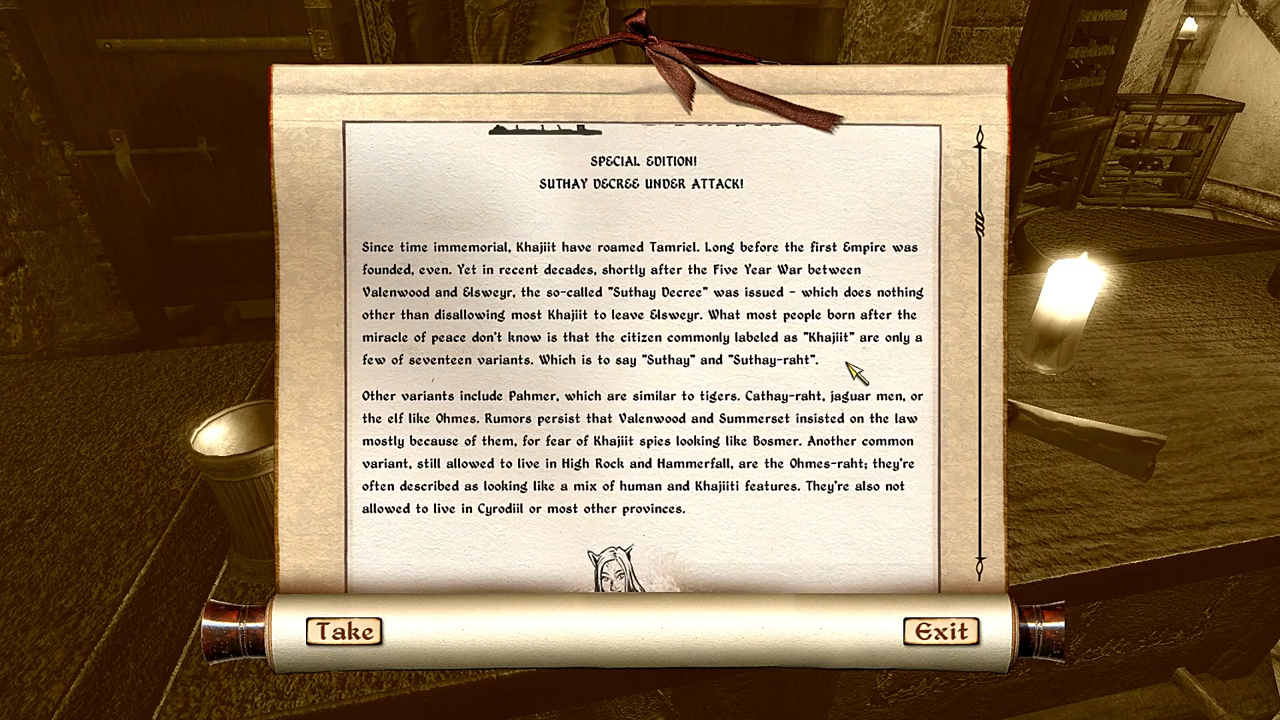 SPECIAL EDITION!
SUTHAY DECREE UNDER ATTACK!
Since time immemorial, Khajiit have roamed Tamriel. Long before the first Empire was
founded, even. Yet in recent decades, shortly after the Five Year War between
Valenwood and Elsweyr, the so-called "Suthay Decree" was issued - which does nothing
other than disallowing most Khajiit to leave Elsweyr. What most people born after the
miracle of peace don't know is that the citizen commonly labeled as "Khajiit" are only a
few of seventeen variants. Which is to say "Suthay" and "Suthay-raht".
Other variants include Pahmer, which are similar to tigers. Cathay-raht, jaguar men, or
the elf like Ohmes. Rumors persist that Valenwood and Summerset insisted on the law
mostly because of them, for fear of Khajiit spies looking like Bosmer. Another common
variant, still allowed to live in High Rock and Hammerfall, are the Ohmes-raht; they're
often described as looking like a mix of human and Khajiiti features. They're also not
allowed to live in Cyrodiil or most other provinces.
Take
Exit